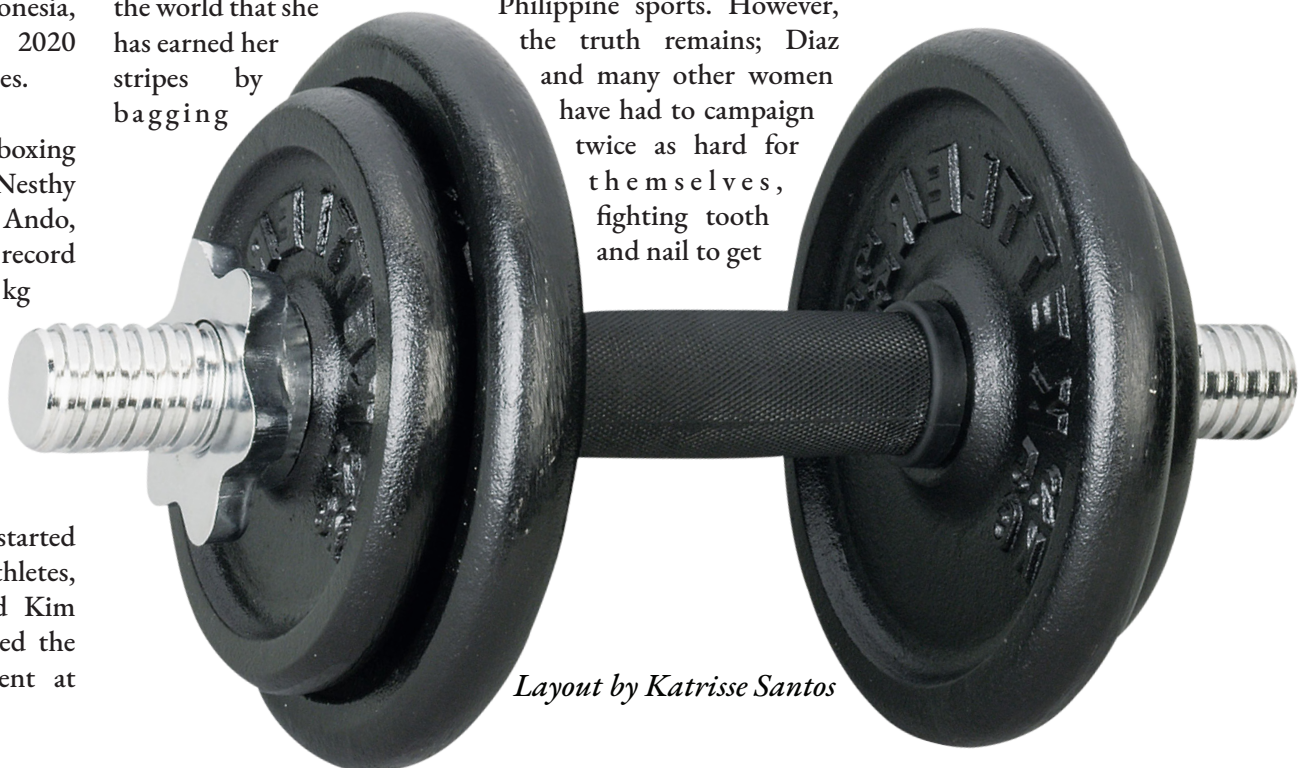 onesia,
2020
es.
boxing
Nesthy
Ando,
record
kg
started
thletes,
d Kim
ed the
ent at
the world that she
has earned her
stripes by
bagging
Philippine sports. However,
the truth remains; Diaz
and many other women
have had to campaign
twice as hard for
themselves,
fighting tooth
and nail to get
Layout by Katrisse Santos